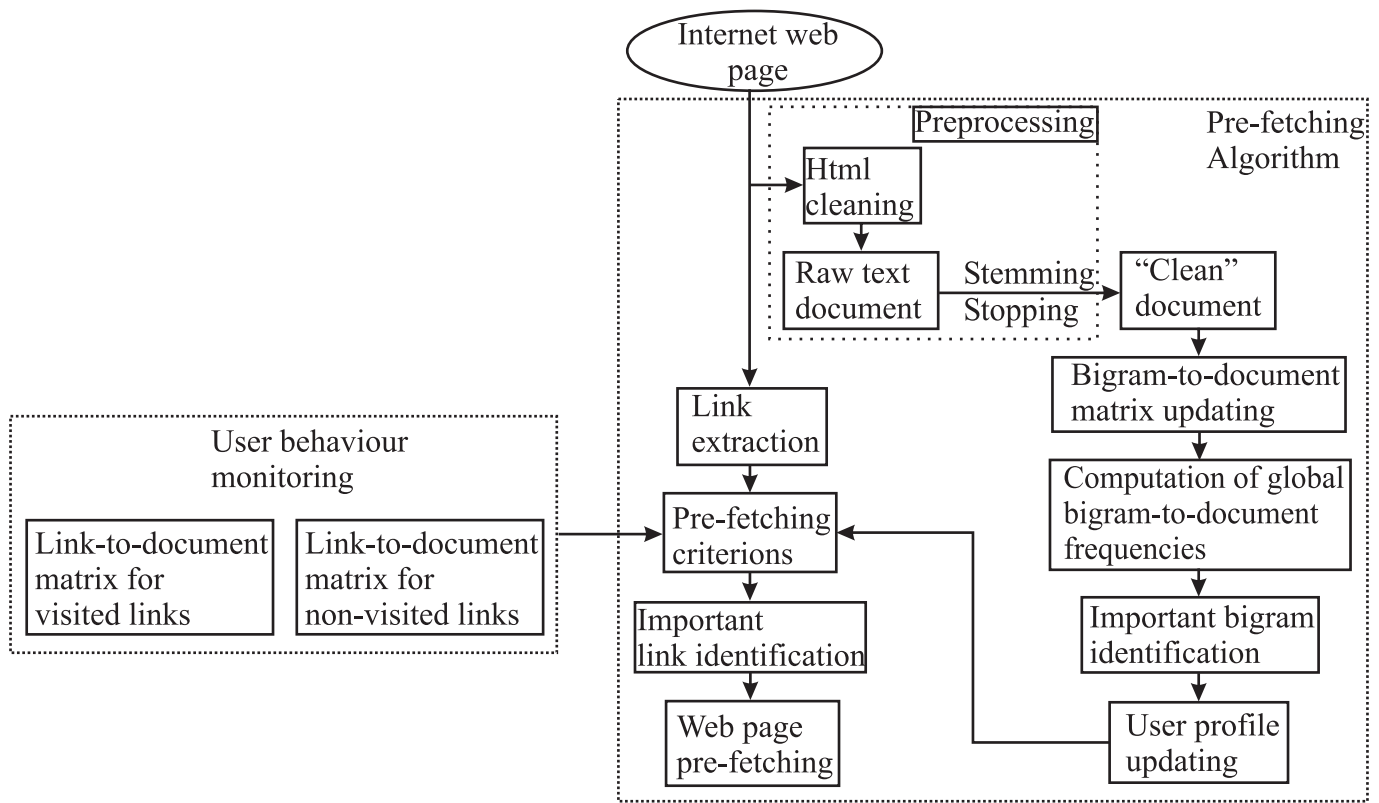 Internet web
page
Preprocessing
Pre-fetching
Algorithm
Html
cleaning
Raw text
document
Stemming
Stopping
“Clean”
document
Bigram-to-document
matrix updating
Link
extraction
User behaviour
monitoring
Computation of global
bigram-to-document
frequencies
Pre-fetching
criterions
Link-to-document
matrix for
visited links
Link-to-document
matrix for
non-visited links
Important
link identification
Important bigram
identification
Web page
pre-fetching
User profile
updating